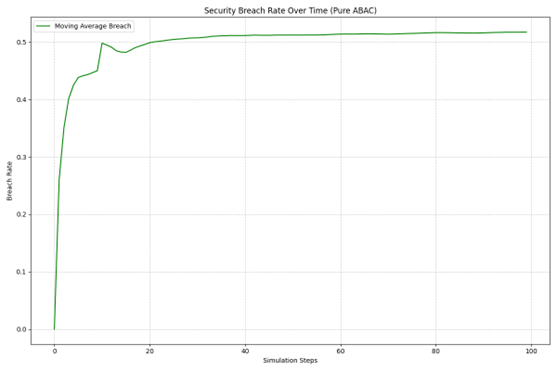 Security Breach Rate Over Time (Pure ABAC)
Moving Average Breach
0.5
0.4
0.3
0.2
0.1
0.0
Breach Rate
0 20 40 60 80 100
Simulation Steps